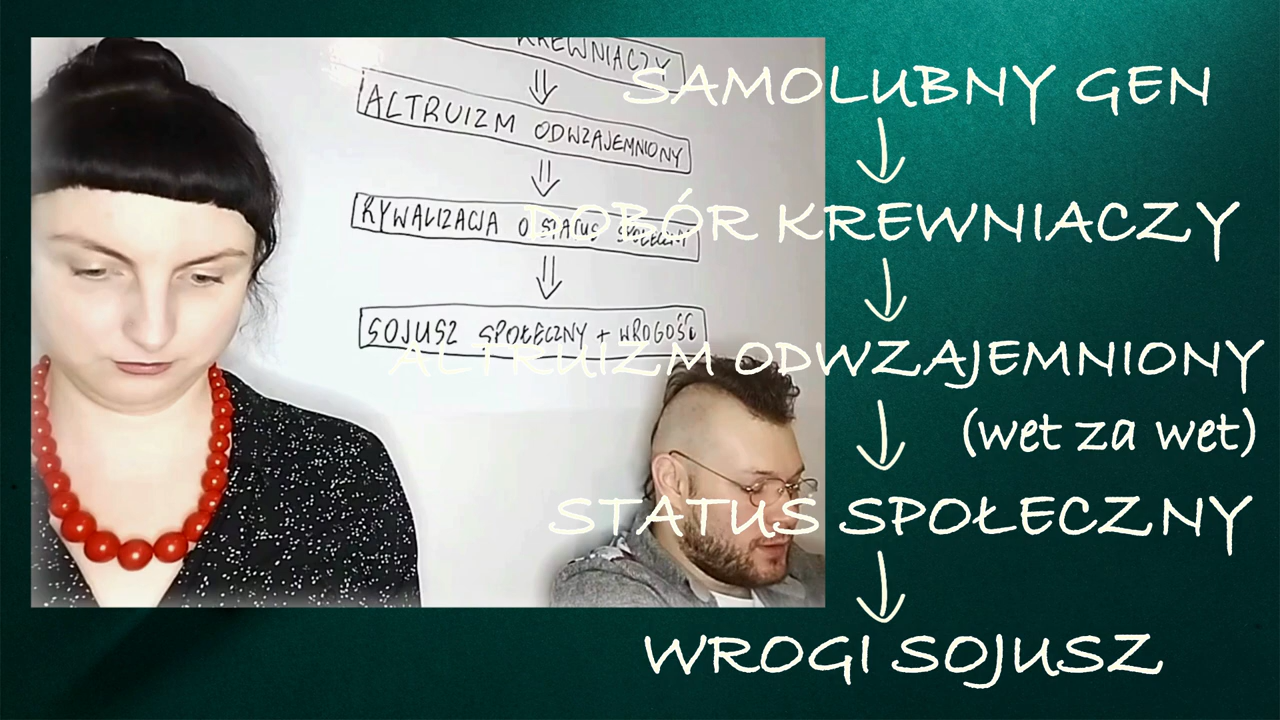 KREWNIACZY
ALTRUIZM ODWZAJEMNIONY
RYWALIZACJA O STATUS SPOŁECZNY
SOJUSZ SPOŁECZNY + WROGOŚĆ
SAMOLUBNY GEN
DOBÓR KREWNIACZY
ALTRUIZM ODWZAJEMNIONY
(wet za wet)
STATUS SPOŁECZNY
WROGI SOJUSZ